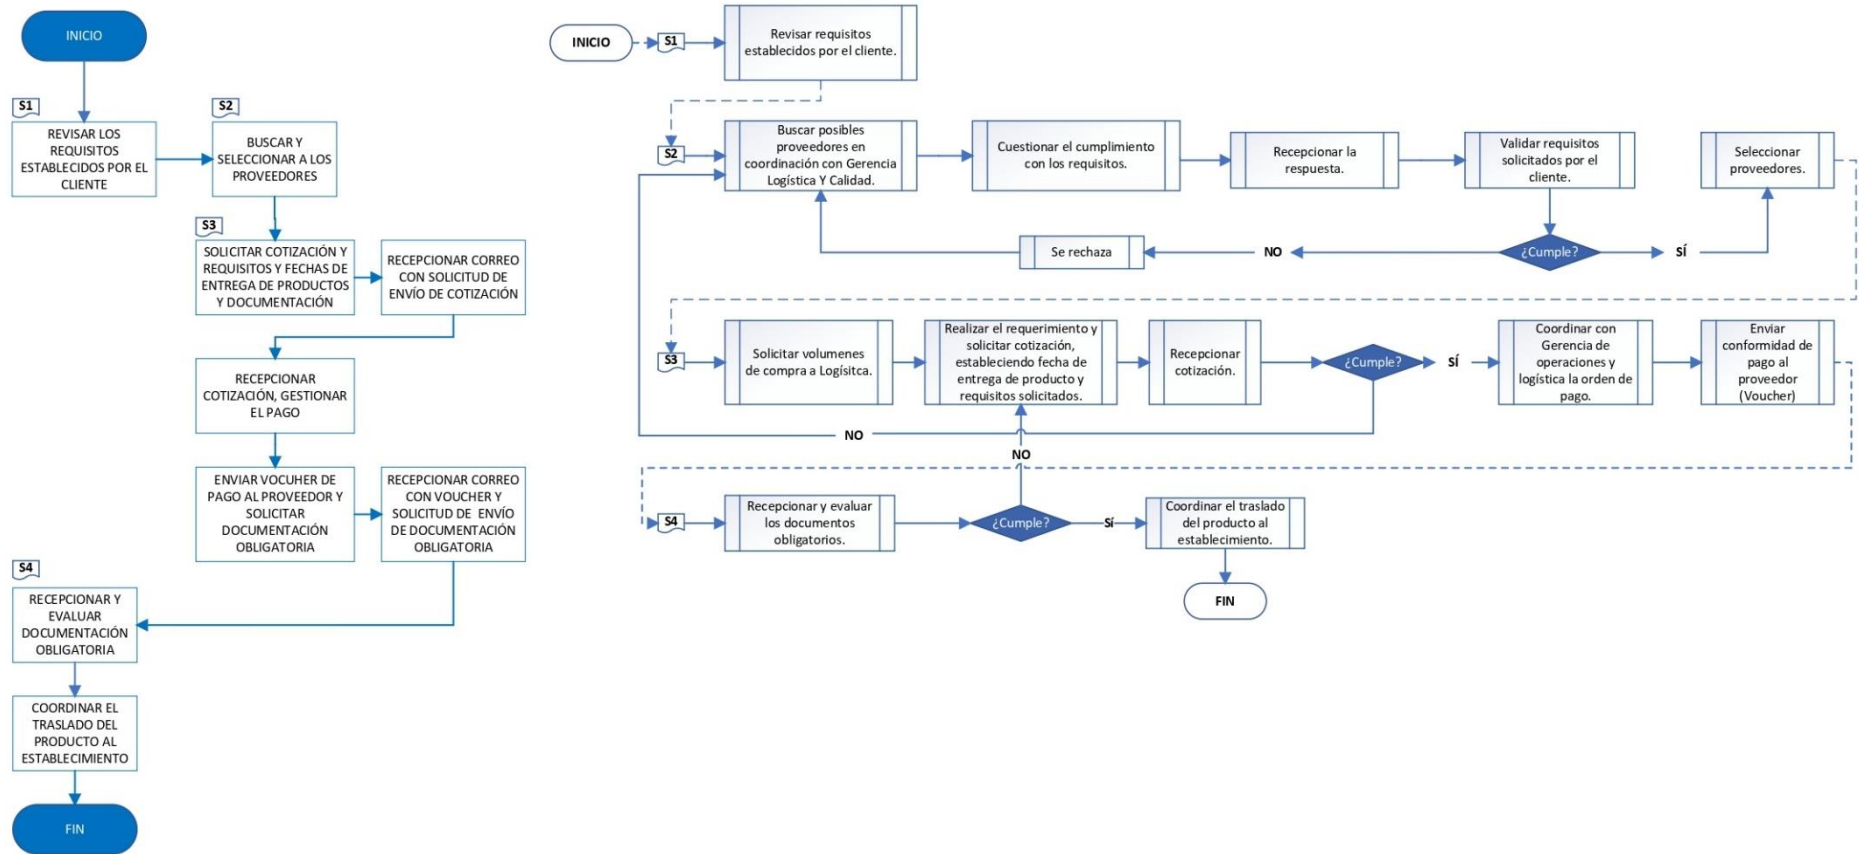 INICIO
S1
REVISAR LOS
REQUISITOS
ESTABLECIDOS POR EL
CLIENTE
S2
BUSCAR Y
SELECCIONAR A LOS
PROVEEDORES
S3
SOLICITAR COTIZACIÓN Y
REQUISITOS Y FECHAS DE
ENTREGA DE PRODUCTOS
Y DOCUMENTACIÓN
RECEPCIONAR CORREO
CON SOLICITUD DE
ENVÍO DE COTIZACIÓN
RECEPCIONAR
COTIZACIÓN, GESTIONAR
EL PAGO
ENVIAR VOCUHER DE
PAGO AL PROVEEDOR Y
SOLICITAR
DOCUMENTACIÓN
OBLIGATORIA
RECEPCIONAR CORREO
CON VOUCHER Y
SOLICITUD DE ENVÍO
DE DOCUMENTACIÓN
OBLIGATORIA
S4
RECEPCIONAR Y
EVALUAR
DOCUMENTACIÓN
OBLIGATORIA
COORDINAR EL
TRASLADO DEL
PRODUCTO AL
ESTABLECIMIENTO
FIN
INICIO
S1
Revisar requisitos
establecidos por el cliente.
S2
Buscar posibles
proveedores en
coordinación con Gerencia
Logística Y Calidad.
Cuestionar el cumplimiento
con los requisitos.
Recepcionar la
respuesta.
Validar requisitos
solicitados por el
cliente.
Seleccionar
proveedores.
Se rechaza
NO
¿Cumple?
SÍ
S3
Solicitar volumenes
de compra a Logísitca.
Realizar el requerimiento y
solicitar cotización,
estableciendo fecha de
entrega de producto y
requisitos solicitados.
Recepcionar
cotización.
¿Cumple?
SÍ
Coordinar con
Gerencia de
operaciones y
logística la orden de
pago.
Enviar
conformidad de
pago al
proveedor
(Voucher)
NO
NO
S4
Recepcionar y evaluar
los documentos
obligatorios.
¿Cumple?
Sí
Coordinar el traslado
del producto al
establecimiento.
FIN